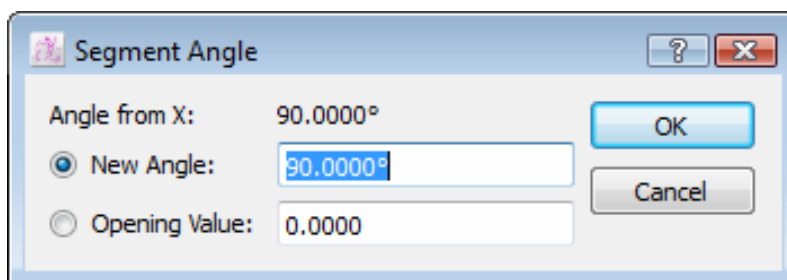 Segment Angle
Angle from X: 90.0000°
OK
New Angle: 90.0000°
Cancel
Opening Value: 0.0000